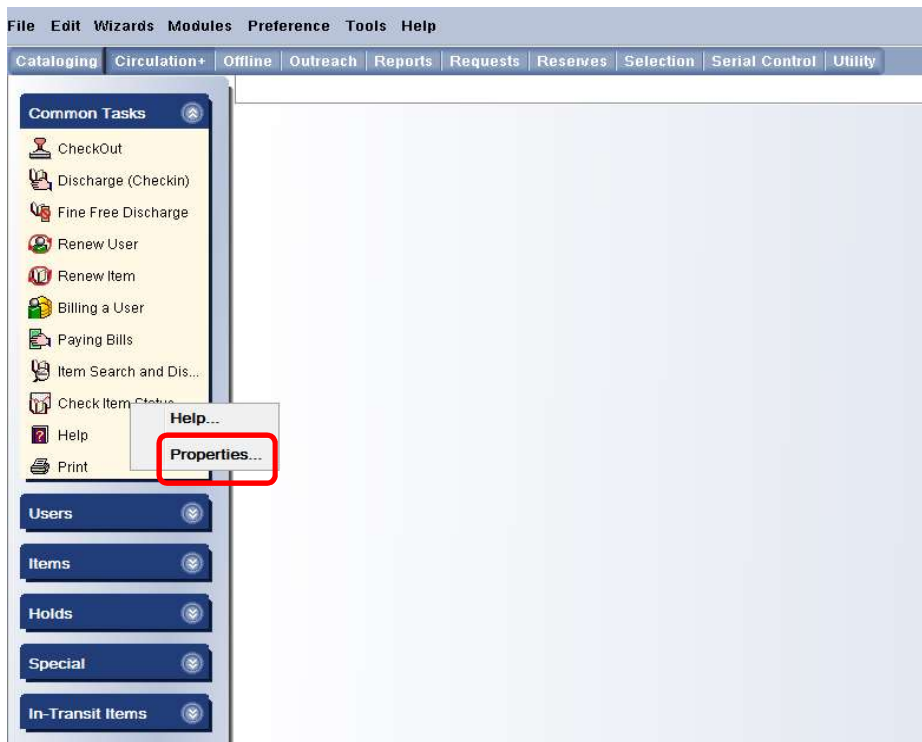 File Edit Wizards Modules Preference Tools Help
Cataloging Circulation+ Offline Outreach Reports Requests Reserves Selection Serial Control Utility
Common Tasks
CheckOut
Discharge (Checkin)
Fine Free Discharge
Renew User
Renew Item
Billing a User
Paying Bills
Item Search and Dis...
Check Item Status
Help...
Help
Properties...
Print
Users
Items
Holds
Special
In-Transit Items